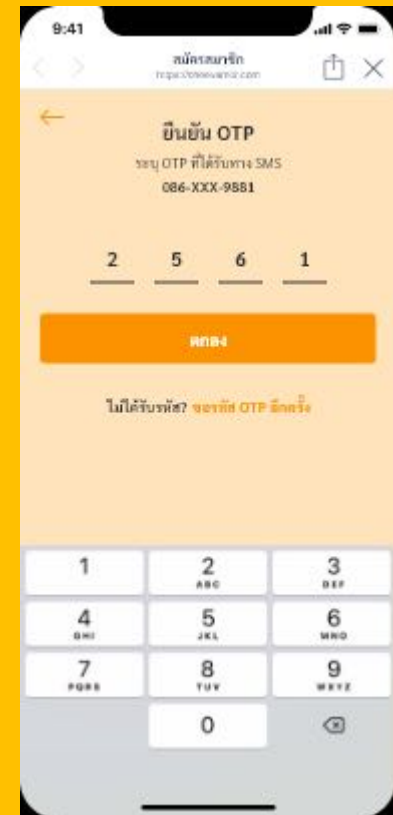 9:41
สมัครสมาชิก
ยืนยัน OTP
ระบุ OTP ที่ได้รับทาง SMS
086-XXX-9881
2 5 6 1
ตกลง
ไม่ได้รับรหัส? ขอรหัส OTP อีกครั้ง
1 2 3
ABC DEF
4 5 6
GHI JKL MNO
7 8 9
PQRS TUV WXYZ
0